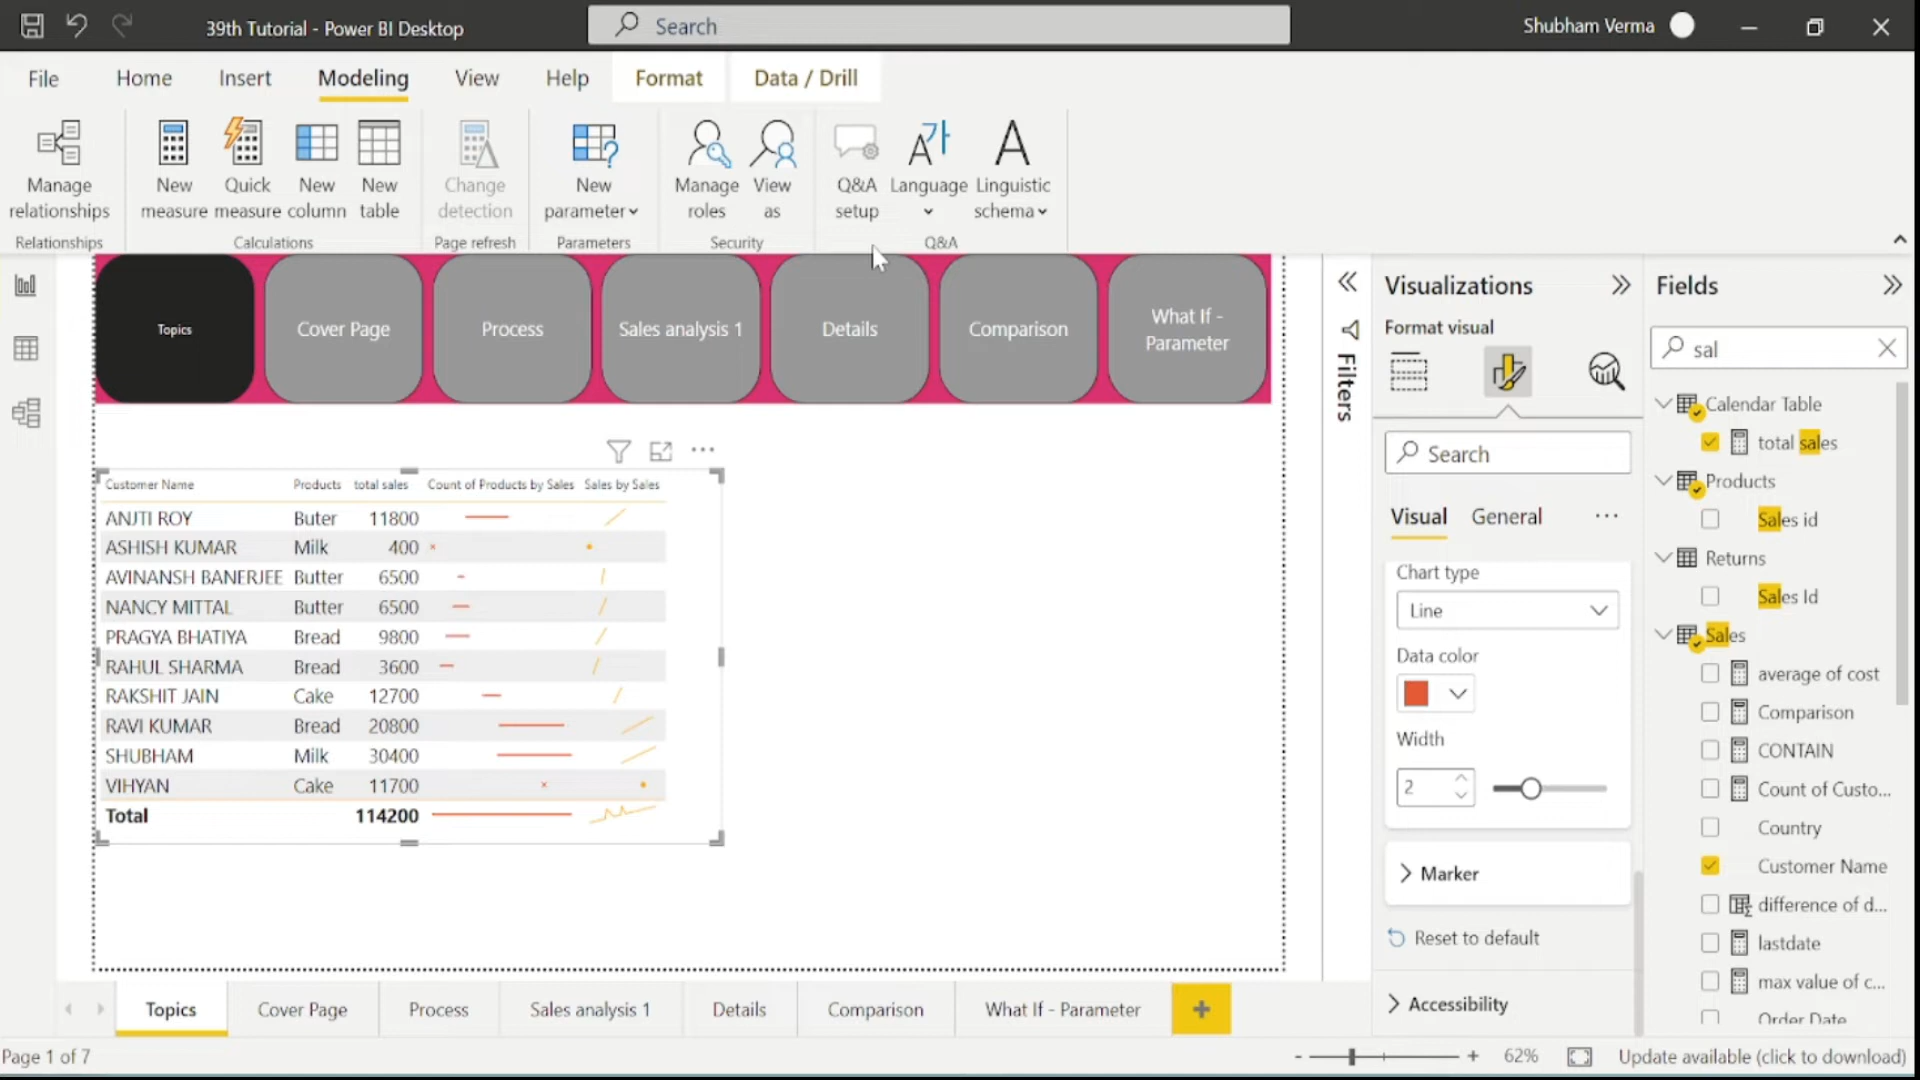 39th Tutorial - Power BI Desktop
Search
Shubham Verma
File Home Insert Modeling View Help Format Data / Drill
Manage relationships
New measure
Quick measure
New column
New table
Change detection
New parameter
Manage roles
View as
Q&A setup
Language
Linguistic schema
Relationships Calculations Page refresh Parameters Security Q&A
Topics
Cover Page
Process
Sales analysis 1
Details
Comparison
What If -
Parameter
Customer Name Products total sales Count of Products by Sales Sales by Sales
ANJTI ROY Buter 11800
ASHISH KUMAR Milk 400
AVINANSH BANERJEE Butter 6500
NANCY MITTAL Butter 6500
PRAGYA BHATIYA Bread 9800
RAHUL SHARMA Bread 3600
RAKSHIT JAIN Cake 12700
RAVI KUMAR Bread 20800
SHUBHAM Milk 30400
VIHYAN Cake 11700
Total 114200
Filters
Visualizations
Format visual
Search
Visual General
Chart type
Line
Data color
Width
2
Marker
Reset to default
Accessibility
Fields
sal
Calendar Table
total sales
Products
Sales id
Returns
Sales Id
Sales
average of cost
Comparison
CONTAIN
Count of Custo...
Country
Customer Name
difference of d...
lastdate
max value of c...
Order Date
Topics Cover Page Process Sales analysis 1 Details Comparison What If - Parameter +
Page 1 of 7
- + 62% Update available (click to download)